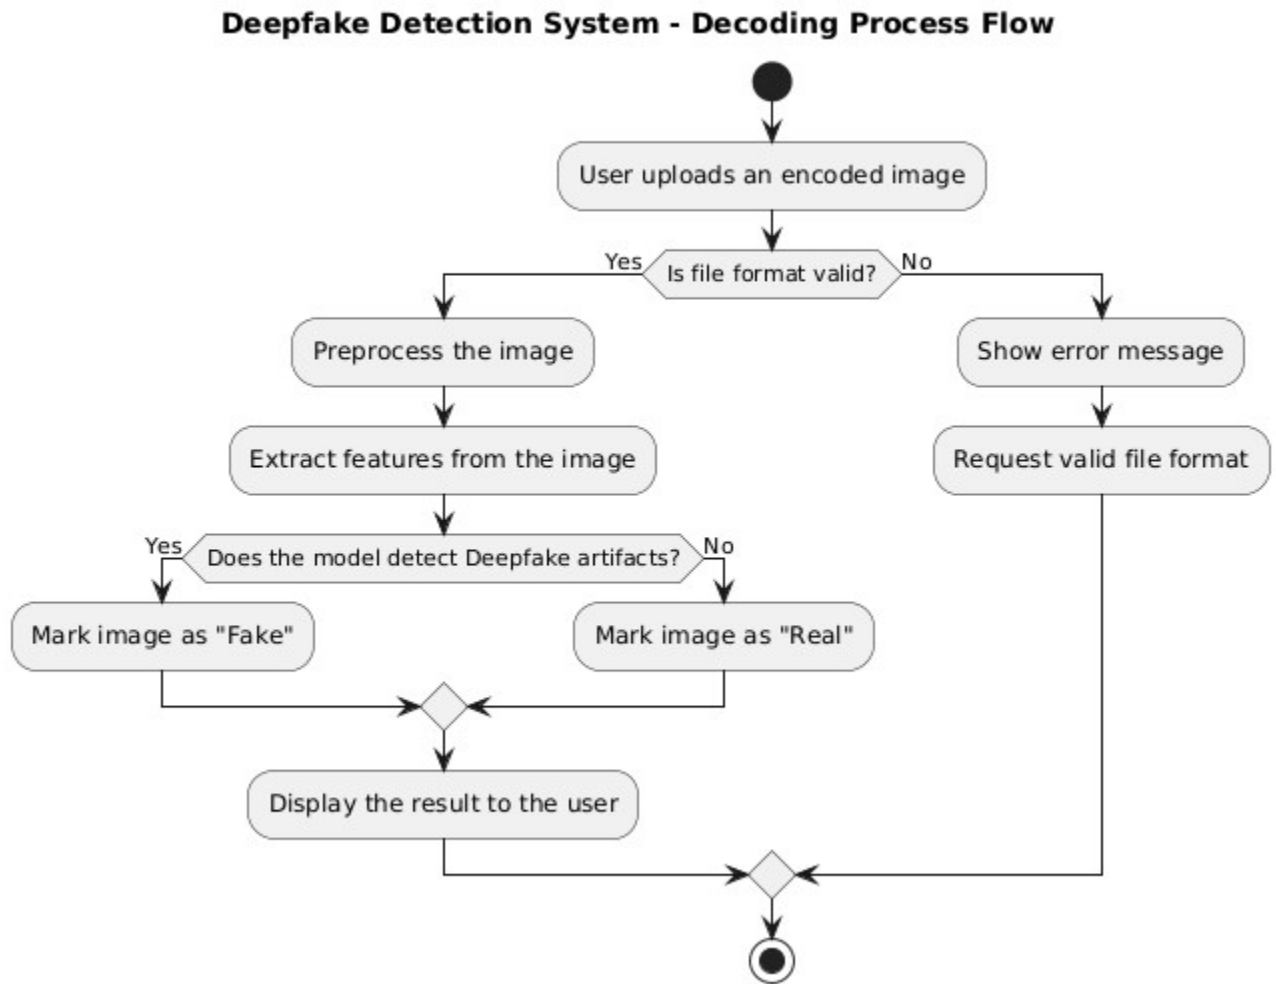 Deepfake Detection System - Decoding Process Flow
User uploads an encoded image
Yes
Is file format valid?
No
Preprocess the image
Show error message
Extract features from the image
Request valid file format
Yes
Does the model detect Deepfake artifacts?
No
Mark image as "Fake"
Mark image as "Real"
Display the result to the user